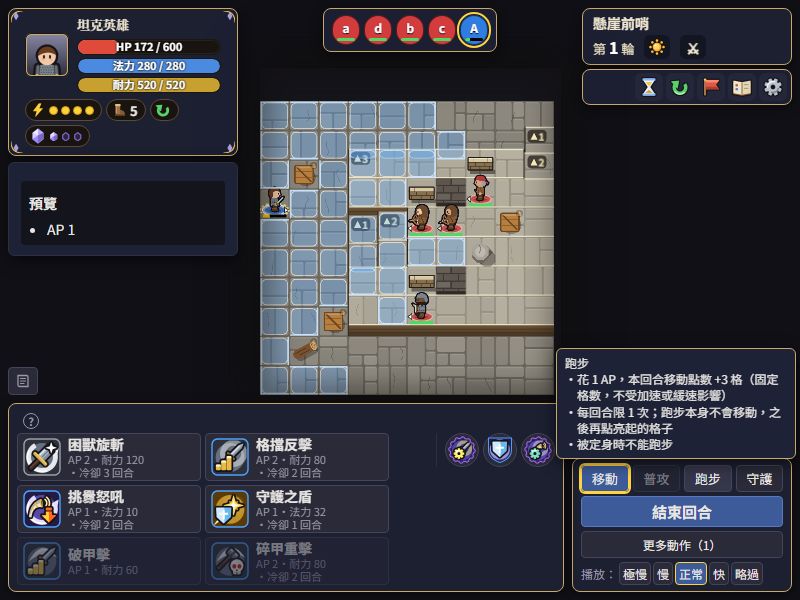 坦克英雄
HP 172 / 600
法力 280 / 280
耐力 520 / 520
5
預覽
• AP 1
a d b c A
懸崖前哨
第 1 輪
▲1
▲2
▲3
▲1
▲2
跑步
•花 1 AP，本回合移動點數 +3 格（固定
格數，不受加速或緩速影響）
•每回合限 1 次；跑步本身不會移動，之
後再點亮起的格子
•被定身時不能跑步
?
困獸旋斬
AP 2・耐力 120
・冷卻 3 回合
格擋反擊
AP 2・耐力 80
・冷卻 2 回合
挑釁怒吼
AP 1・法力 10
・冷卻 2 回合
守護之盾
AP 1・法力 32
・冷卻 1 回合
破甲擊
AP 1・耐力 60
碎甲重擊
AP 2・耐力 80
・冷卻 2 回合
移動 普攻 跑步 守護
結束回合
更多動作（1）
播放： 極慢 慢 正常 快 略過